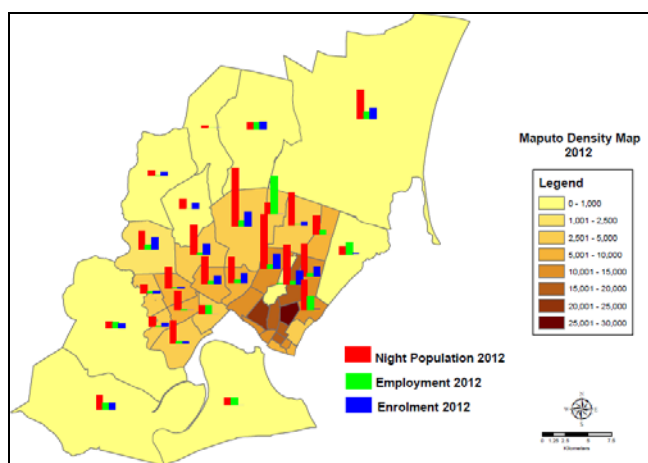 Maputo Density Map
2012
Legend
0 - 1,000
1,001 - 2,500
2,501 - 5,000
5,001 - 10,000
10,001 - 15,000
15,001 - 20,000
20,001 - 25,000
25,001 - 30,000
Night Population 2012
Employment 2012
Enrolment 2012
Kilometers